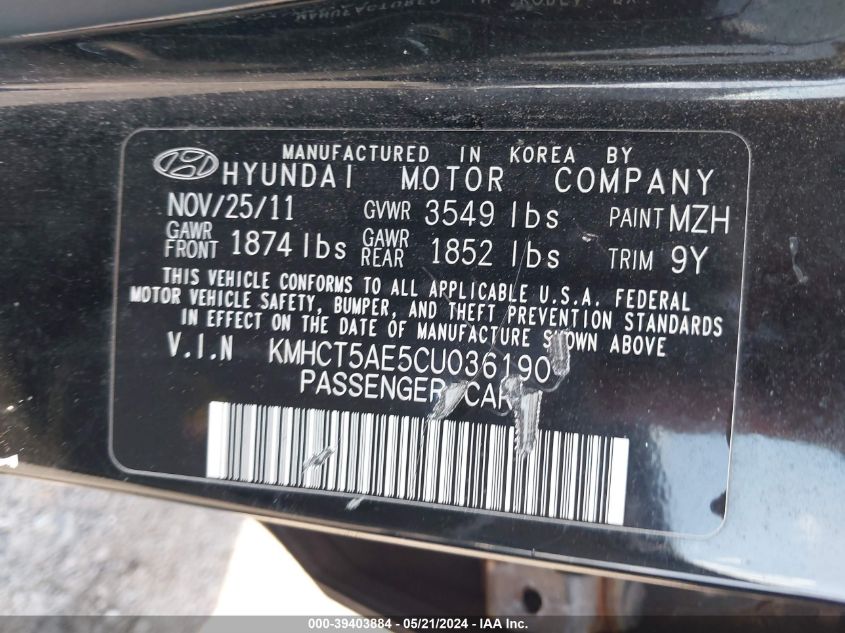 MANUFACTURED IN KOREA BY
HYUNDAI MOTOR COMPANY
NOV/25/11 GVWR 3549 lbs PAINT MZH
GAWR FRONT 1874 lbs GAWR REAR 1852 lbs TRIM 9Y
THIS VEHICLE CONFORMS TO ALL APPLICABLE U.S.A. FEDERAL
MOTOR VEHICLE SAFETY, BUMPER, AND THEFT PREVENTION STANDARDS
IN EFFECT ON THE DATE OF MANUFACTURE SHOWN ABOVE.
V.I.N KMHCT5AE5CU036190
PASSENGER CAR
000-39403884 - 05/21/2024 - IAAI.com